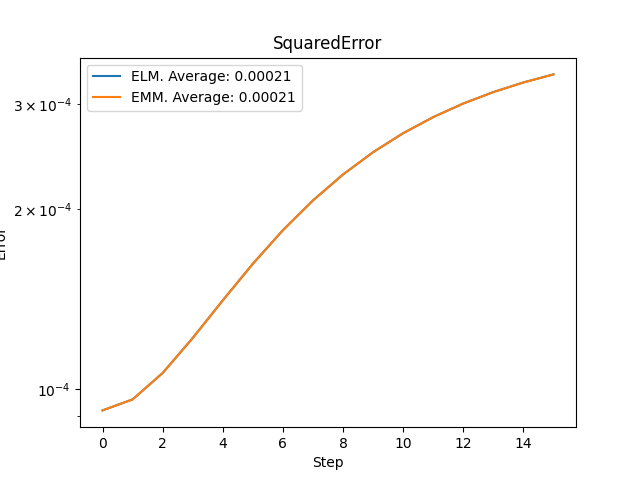 SquaredError
ELM. Average: 0.00021
EMM. Average: 0.00021
3 × 10⁻⁴
2 × 10⁻⁴
10⁻⁴
Error
0 2 4 6 8 10 12 14
Step